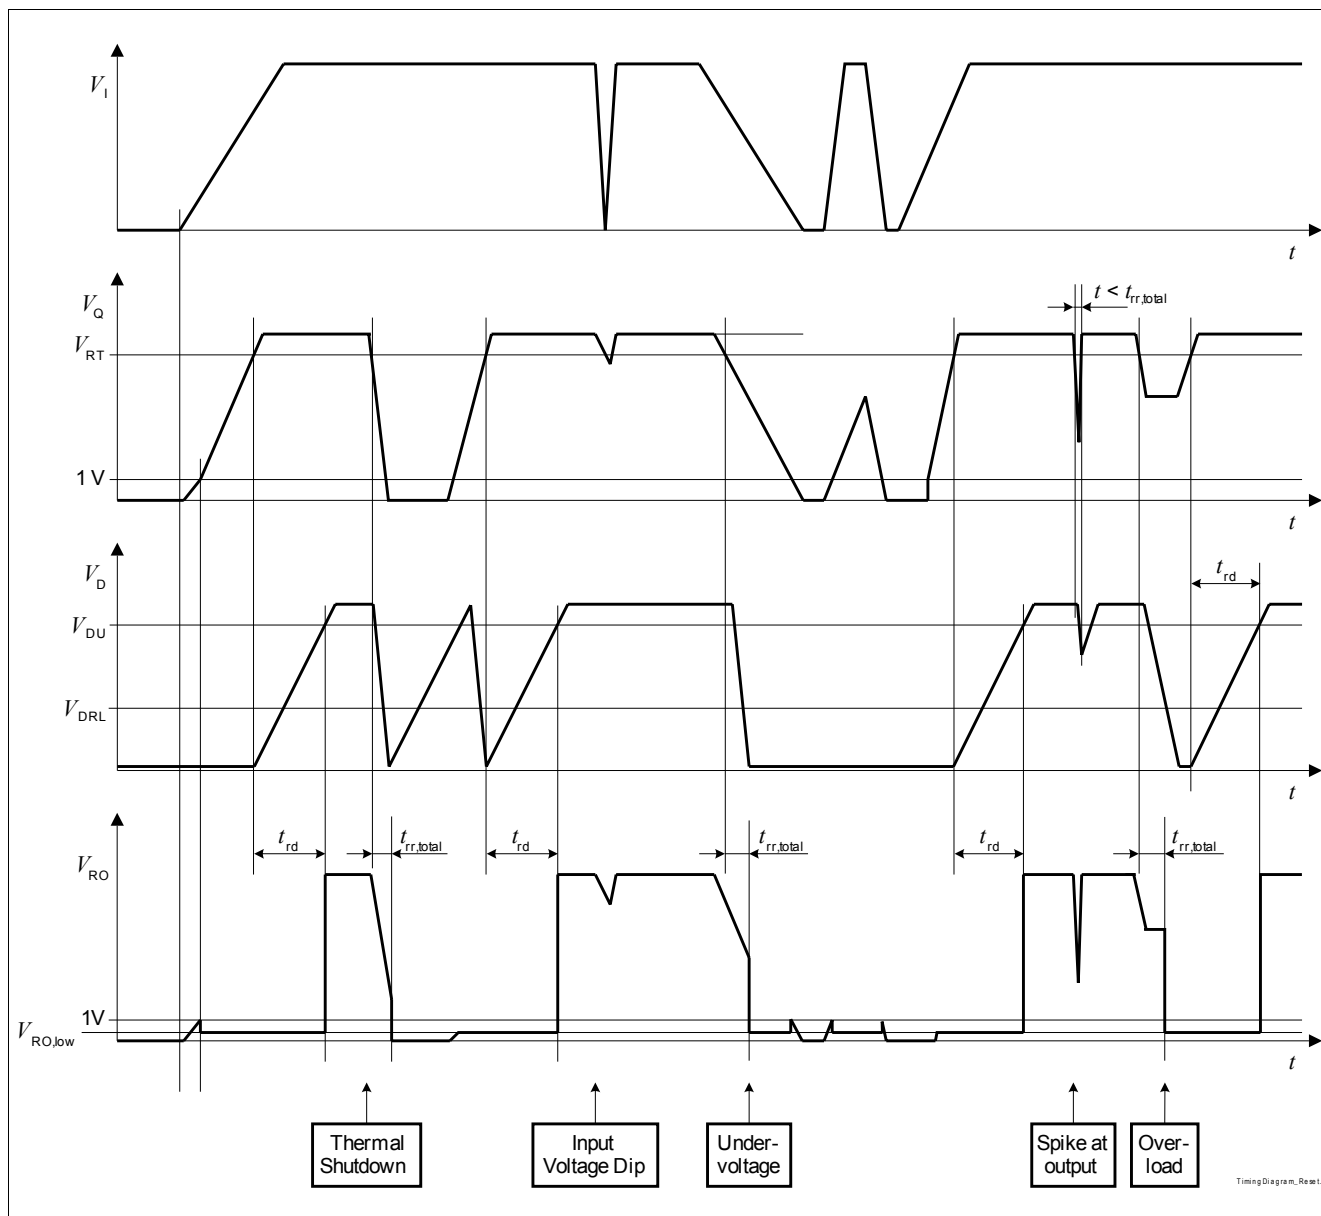 V_I
t
V_Q
t < t_rr,total
V_RT
1 V
t
V_D
t_rd
V_DU
V_DRL
t
t_rd
t_rr,total
t_rd
t_rr,total
t_rd
t_rr,total
V_RO
1V
V_RO,low
t
Thermal
Shutdown
Input
Voltage Dip
Under-
voltage
Spike at
output
Over-
load
TimingDiagram_Reset.